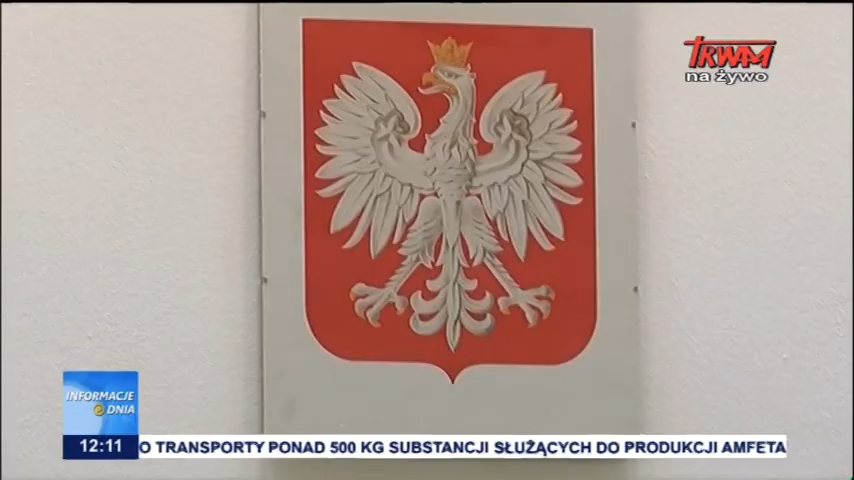 TRWAM
na żywo
INFORMACJE
DNIA
12:11
O TRANSPORTY PONAD 500 KG SUBSTANCJI SŁUŻĄCYCH DO PRODUKCJI AMFETA